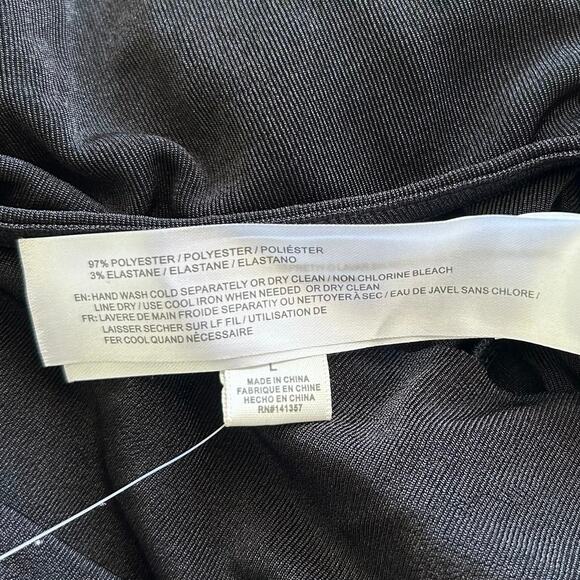 97% POLYESTER / POLYESTER / POLIÉSTER
3% ELASTANE / ELASTANE / ELASTANO
EN: HAND WASH COLD SEPARATELY OR DRY CLEAN / NON CHLORINE BLEACH
LINE DRY / USE COOL IRON WHEN NEEDED OR DRY CLEAN
FR: LAVERE DE MAIN FROIDE SEPARATIY OU NETTOYER À SEC / EAU DE JAVEL SANS CHLORE /
LAISSER SECHER SUR LF FIL / UTILISATION DE
FER COOL QUAND NÉCESSAIRE
L
MADE IN CHINA
FABRIQUE EN CHINE
HECHO EN CHINA
RN#141357